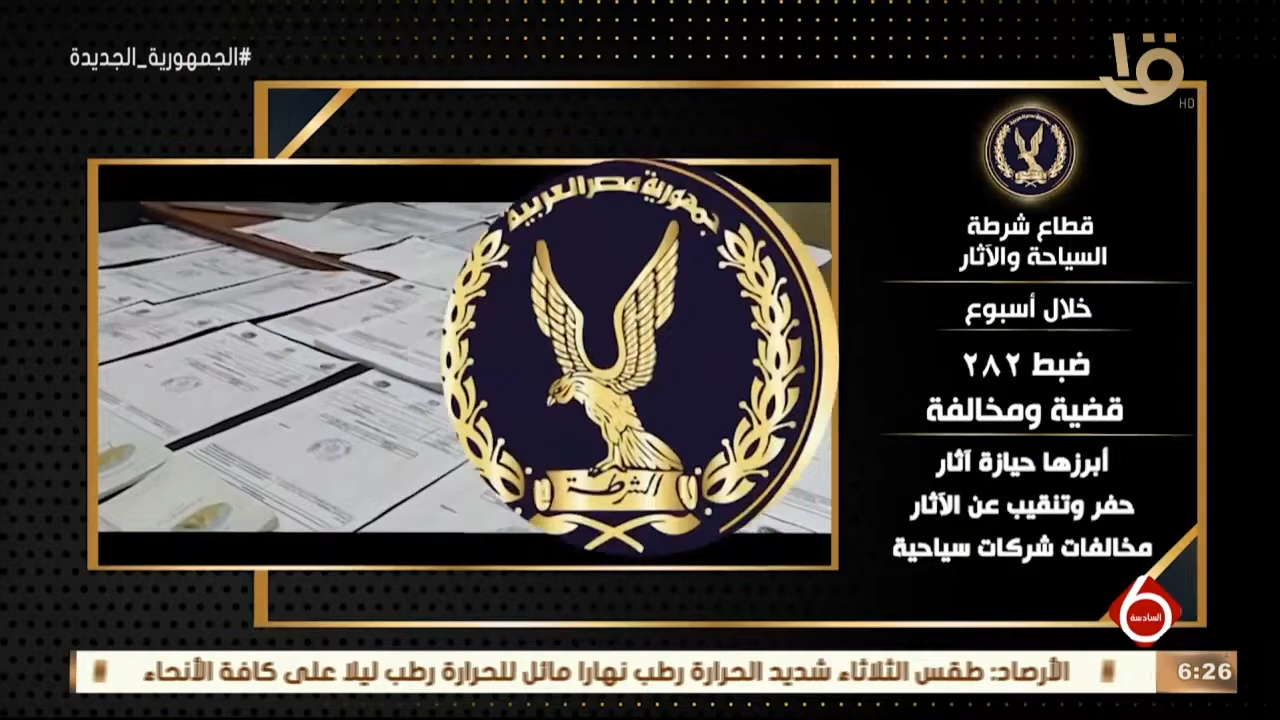 #الجمهورية_الجديدة
HD
جمهورية مصر العربية
الشرطة
قطاع شرطة
السياحة والآثار
خلال أسبوع
ضبط ٢٨٢
قضية ومخالفة
أبرزها حيازة آثار
حفر وتنقيب عن الآثار
مخالفات شركات سياحية
6
السادسة
الأرصاد: طقس الثلاثاء شديد الحرارة رطب نهارا مائل للحرارة رطب ليلا على كافة الأنحاء
6:26